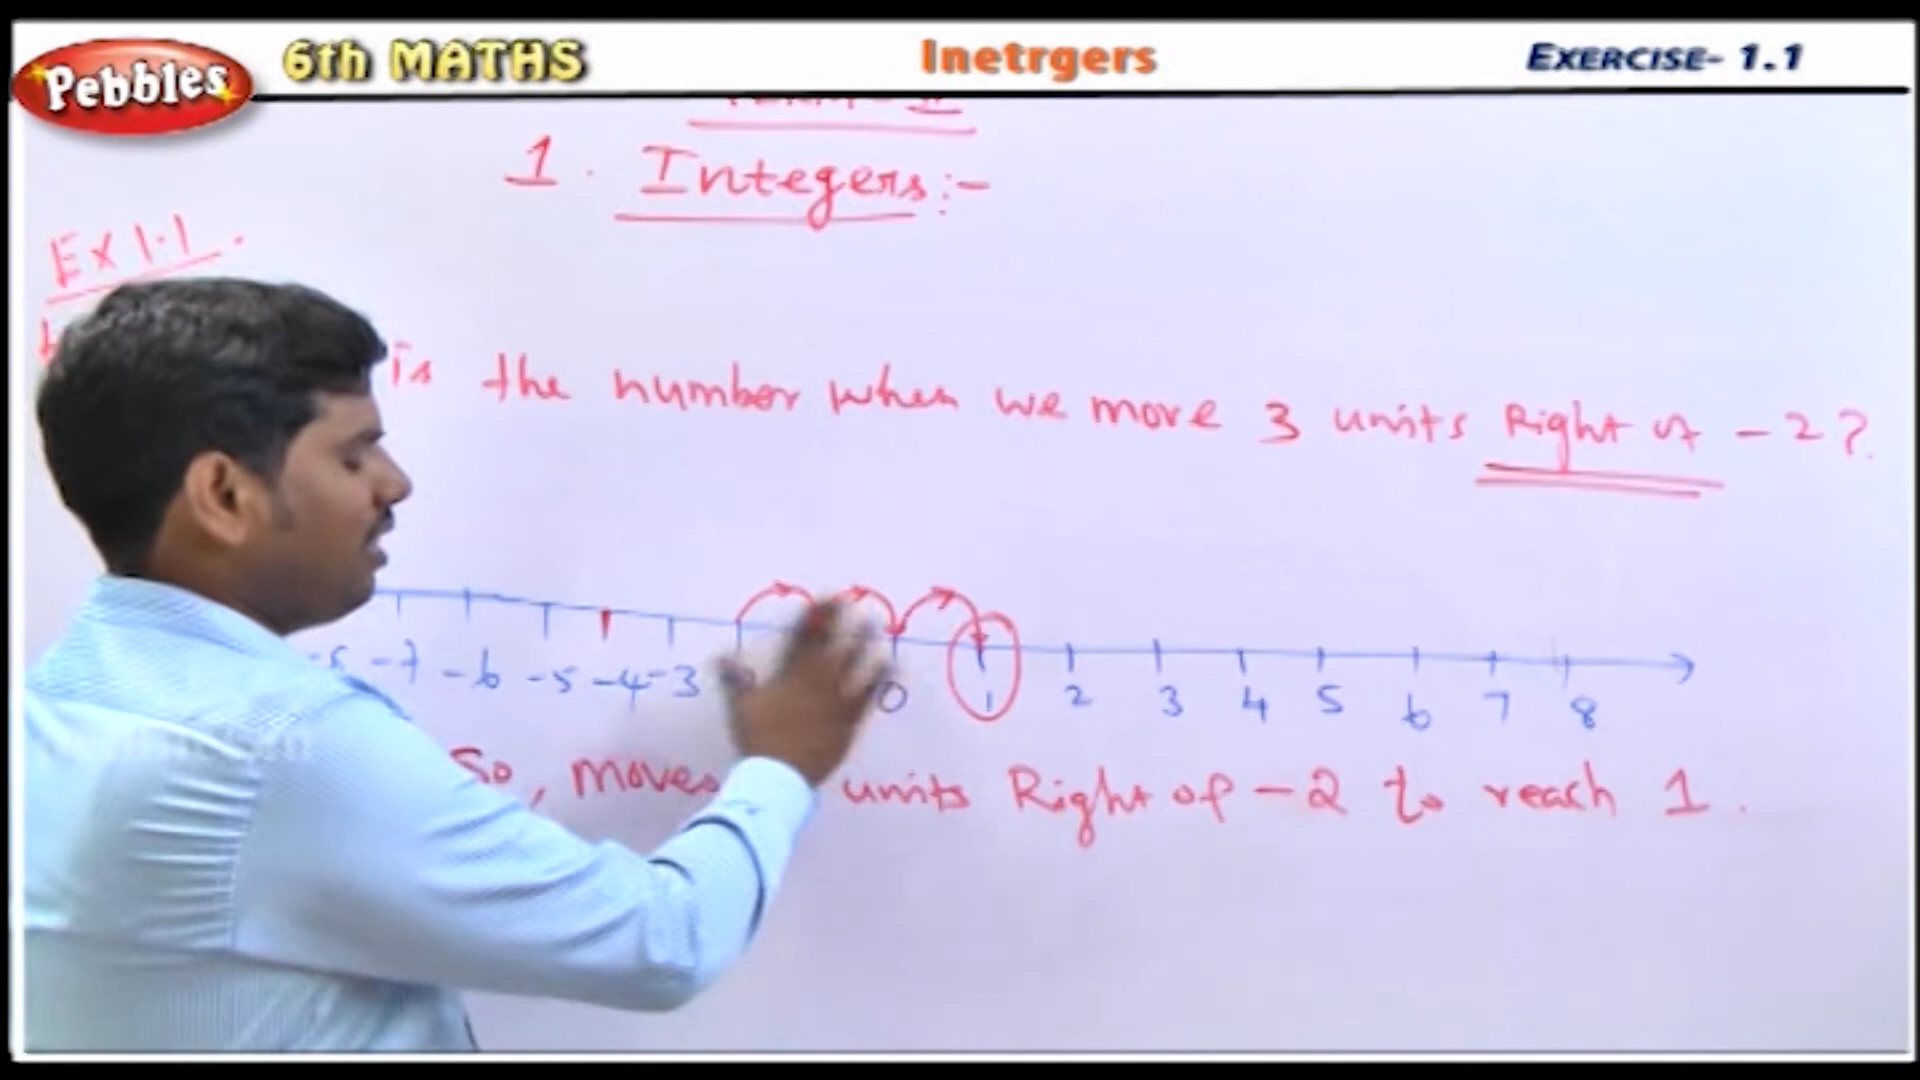 Pebbles 6th MATHS Inetrgers EXERCISE- 1.1
1. Integers:-
Ex 1.1.
is the number when we move 3 units Right of -2?
-7 -6 -5 -4 -3 0 1 2 3 4 5 6 7 8
So, moves units Right of -2 to reach 1.